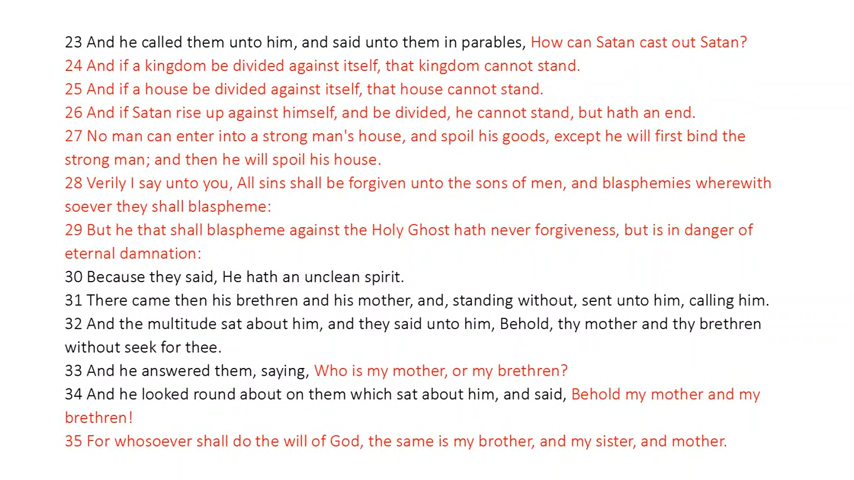 23 And he called them unto him, and said unto them in parables, How can Satan cast out Satan?
24 And if a kingdom be divided against itself, that kingdom cannot stand.
25 And if a house be divided against itself, that house cannot stand.
26 And if Satan rise up against himself, and be divided, he cannot stand, but hath an end.
27 No man can enter into a strong man's house, and spoil his goods, except he will first bind the
strong man; and then he will spoil his house.
28 Verily I say unto you, All sins shall be forgiven unto the sons of men, and blasphemies wherewith
soever they shall blaspheme:
29 But he that shall blaspheme against the Holy Ghost hath never forgiveness, but is in danger of
eternal damnation:
30 Because they said, He hath an unclean spirit.
31 There came then his brethren and his mother, and, standing without, sent unto him, calling him.
32 And the multitude sat about him, and they said unto him, Behold, thy mother and thy brethren
without seek for thee.
33 And he answered them, saying, Who is my mother, or my brethren?
34 And he looked round about on them which sat about him, and said, Behold my mother and my
brethren!
35 For whosoever shall do the will of God, the same is my brother, and my sister, and mother.